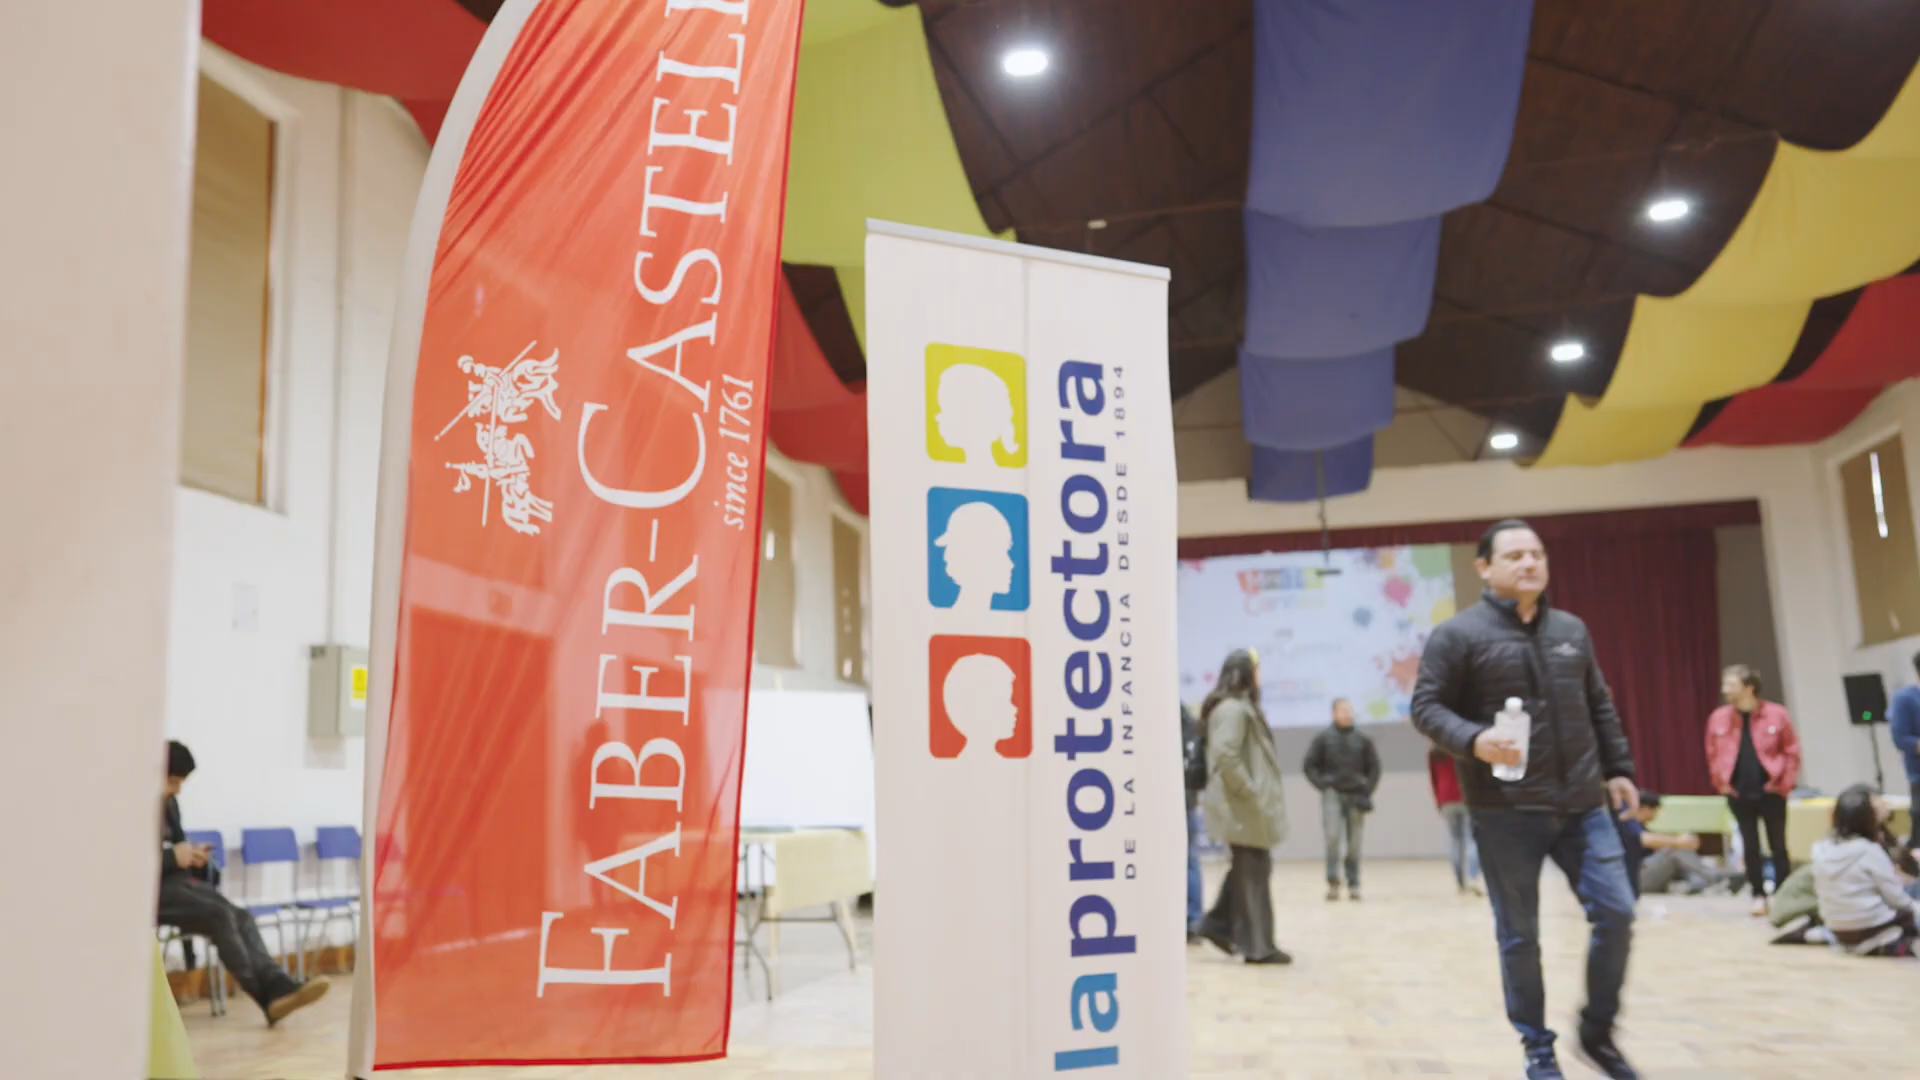 FABER-CASTELL
since 1761
laprotectora
DE LA INFANCIA DESDE 1894